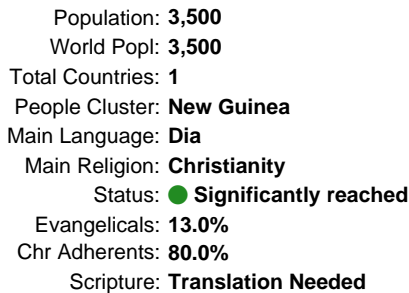 Population: 3,500
World Popl: 3,500
Total Countries: 1
People Cluster: New Guinea
Main Language: Dia
Main Religion: Christianity
Status: Significantly reached
Evangelicals: 13.0%
Chr Adherents: 80.0%
Scripture: Translation Needed